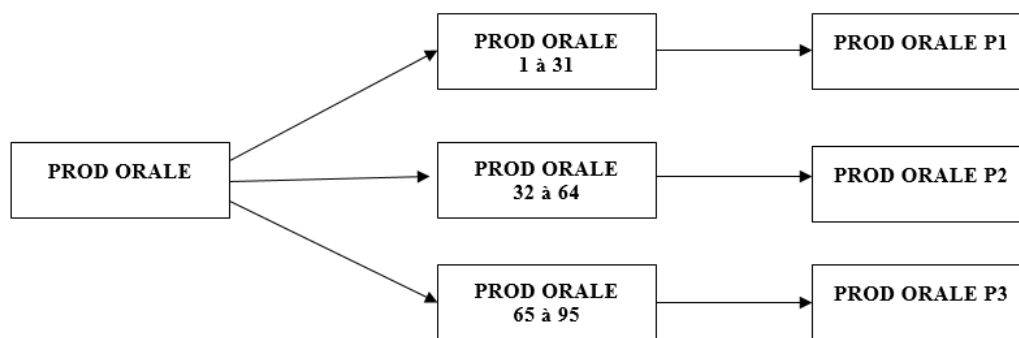 PROD ORALE
1 à 31
PROD ORALE P1
PROD ORALE
PROD ORALE
32 à 64
PROD ORALE P2
PROD ORALE
65 à 95
PROD ORALE P3